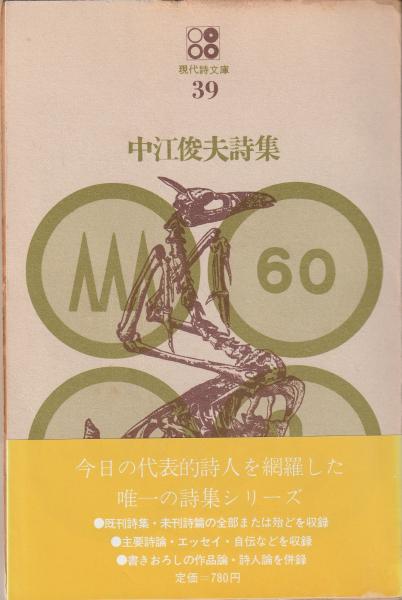 現代詩文庫
39
中江俊夫詩集
60
今日の代表的詩人を網羅した
唯一の詩集シリーズ
●既刊詩集・未刊詩篇の全部または殆どを収録
●主要詩論・エッセイ・自伝などを収録
●書きおろしの作品論・詩人論を併録
定価=780円